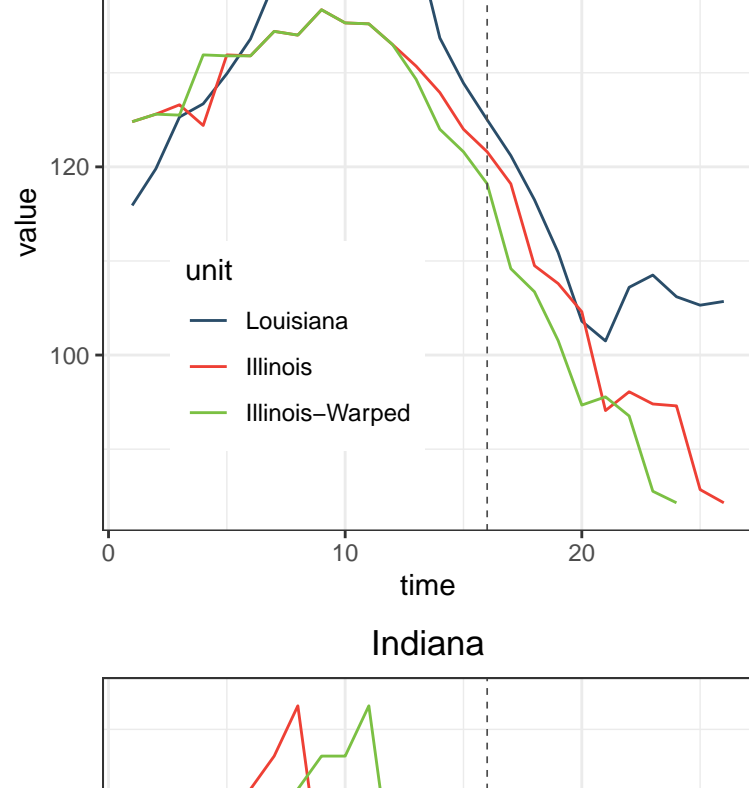 120
100
value
unit
Louisiana
Illinois
Illinois−Warped
0 10 20
time
Indiana